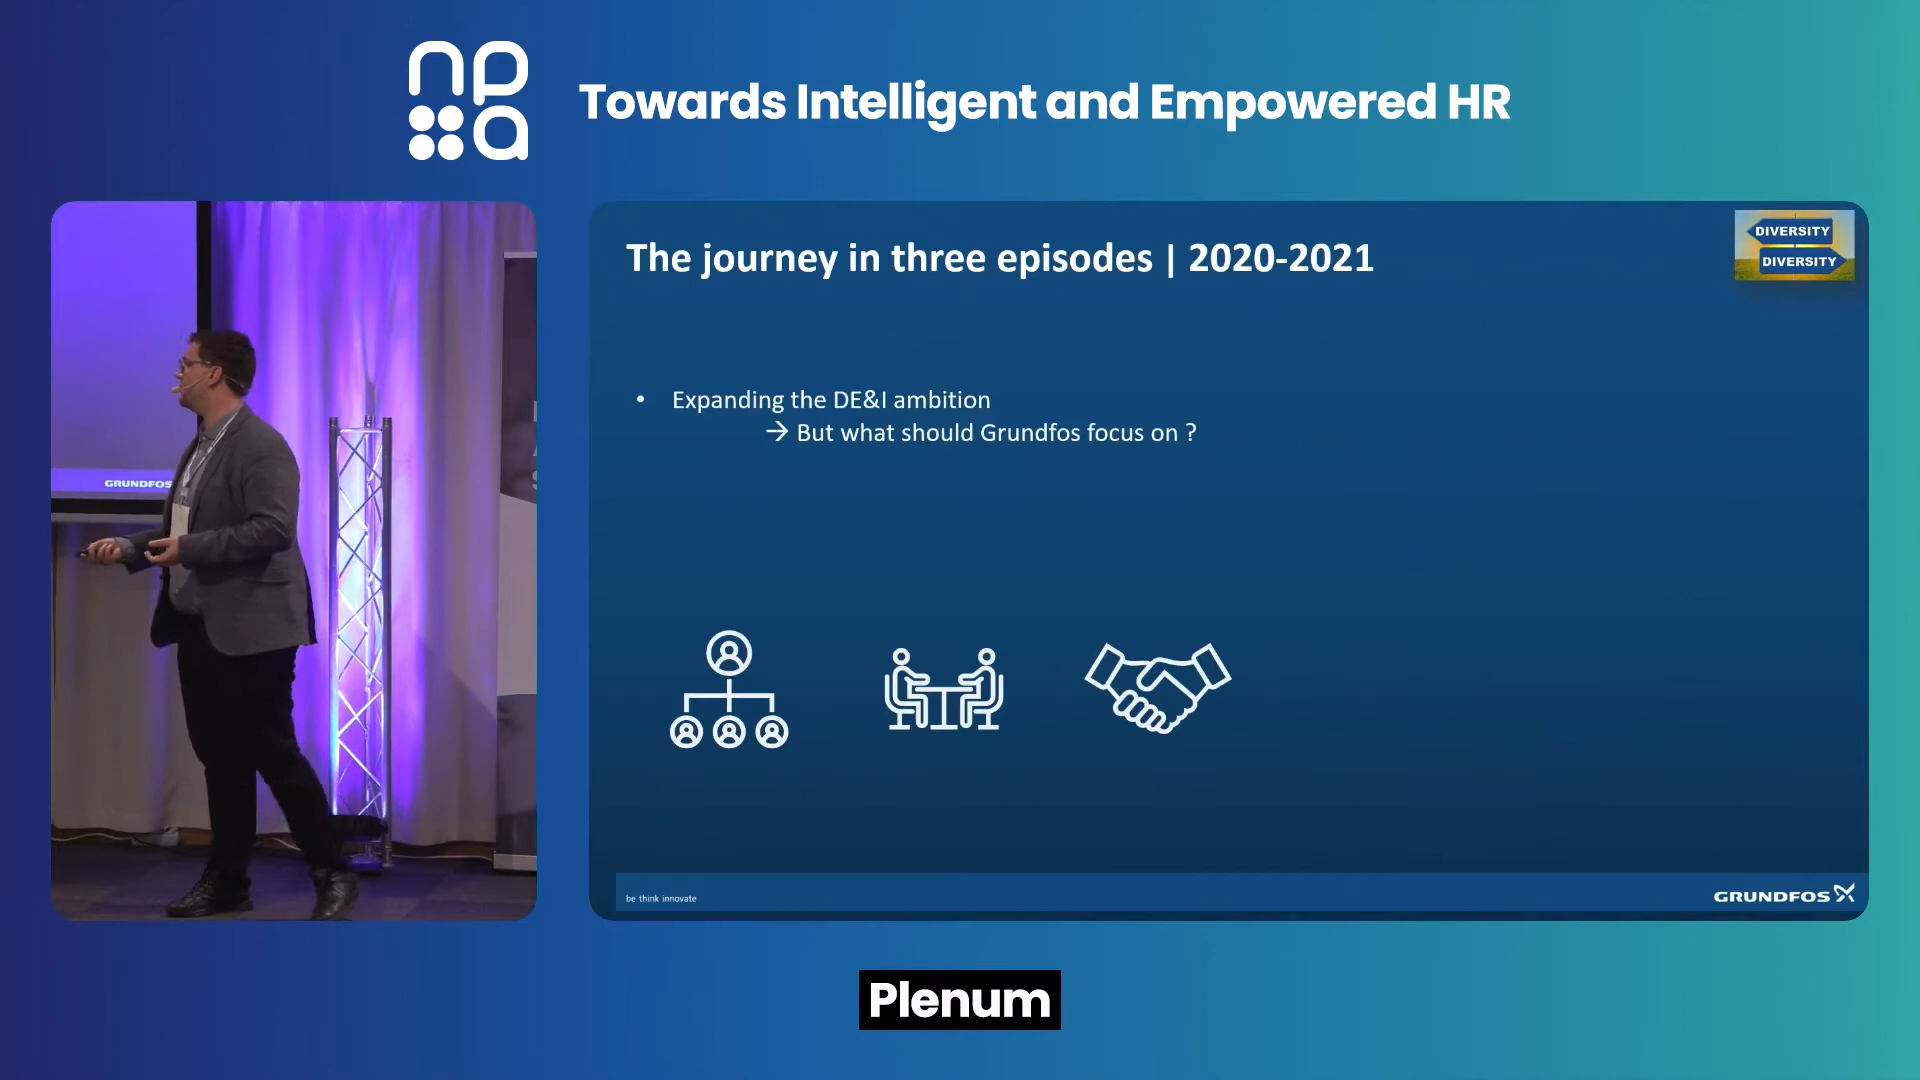 npa
Towards Intelligent and Empowered HR
GRUNDFOS
The journey in three episodes | 2020-2021
DIVERSITY
DIVERSITY
• Expanding the DE&I ambition
→ But what should Grundfos focus on ?
be think innovate
GRUNDFOS
Plenum